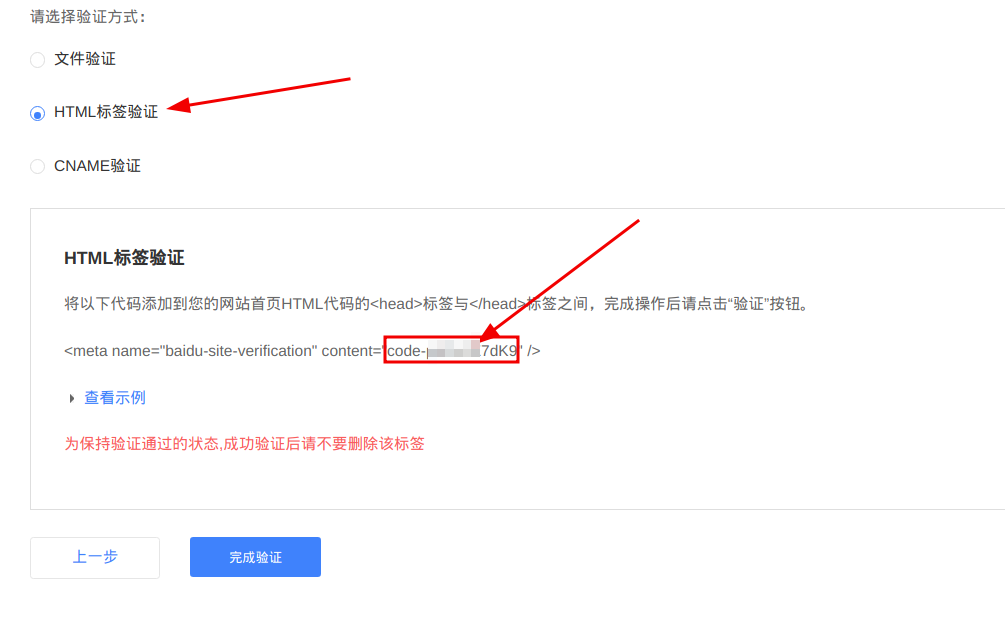 请选择验证方式：
文件验证
HTML标签验证
CNAME验证
HTML标签验证
将以下代码添加到您的网站首页HTML代码的<head>标签与</head>标签之间，完成操作后请点击“验证”按钮。
<meta name="baidu-site-verification" content="code- 7dK9" />
查看示例
为保持验证通过的状态,成功验证后请不要删除该标签
上一步
完成验证